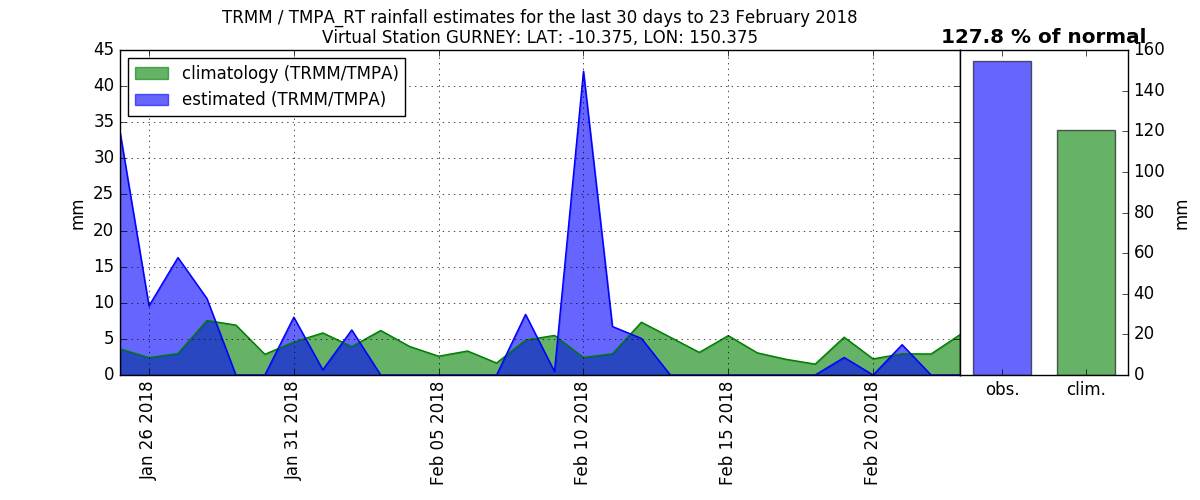 TRMM / TMPA_RT rainfall estimates for the last 30 days to 23 February 2018
Virtual Station GURNEY: LAT: -10.375, LON: 150.375
127.8 % of normal
climatology (TRMM/TMPA)
estimated (TRMM/TMPA)
45
40
35
30
25
20
15
10
5
0
mm
Jan 26 2018
Jan 31 2018
Feb 05 2018
Feb 10 2018
Feb 15 2018
Feb 20 2018
160
140
120
100
80
60
40
20
0
mm
obs.
clim.